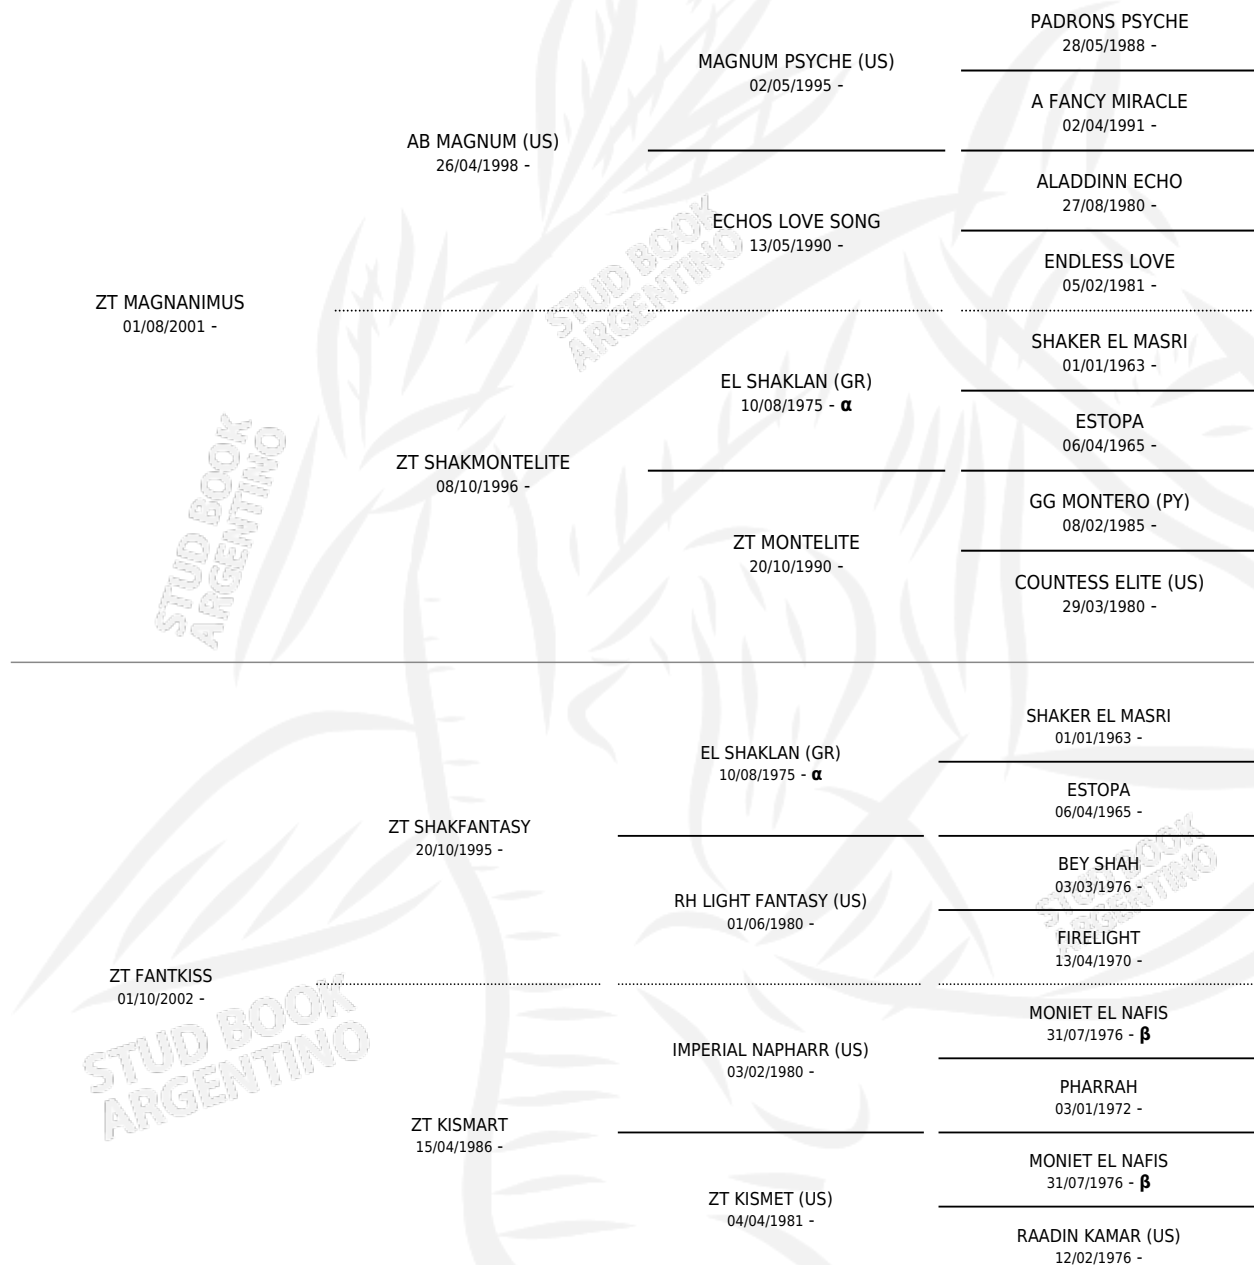 PADRONS PSYCHE
28/05/1988 -
MAGNUM PSYCHE (US)
02/05/1995 -
A FANCY MIRACLE
02/04/1991 -
AB MAGNUM (US)
26/04/1998 -
ALADDINN ECHO
27/08/1980 -
ECHOS LOVE SONG
13/05/1990 -
ENDLESS LOVE
05/02/1981 -
ZT MAGNANIMUS
01/08/2001 -
SHAKER EL MASRI
01/01/1963 -
EL SHAKLAN (GR)
10/08/1975 - α
ESTOPA
06/04/1965 -
ZT SHAKMONTELITE
08/10/1996 -
GG MONTERO (PY)
08/02/1985 -
ZT MONTELITE
20/10/1990 -
COUNTESS ELITE (US)
29/03/1980 -
SHAKER EL MASRI
01/01/1963 -
EL SHAKLAN (GR)
10/08/1975 - α
ESTOPA
06/04/1965 -
ZT SHAKFANTASY
20/10/1995 -
BEY SHAH
03/03/1976 -
RH LIGHT FANTASY (US)
01/06/1980 -
FIRELIGHT
13/04/1970 -
ZT FANTKISS
01/10/2002 -
MONIET EL NAFIS
31/07/1976 - β
IMPERIAL NAPHARR (US)
03/02/1980 -
PHARRAH
03/01/1972 -
ZT KISMART
15/04/1986 -
MONIET EL NAFIS
31/07/1976 - β
ZT KISMET (US)
04/04/1981 -
RAADIN KAMAR (US)
12/02/1976 -
STUD BOOK
ARGENTINO
STUD BOOK
ARGENTINO
STUD BOOK
ARGENTINO
STUD BOOK
ARGENTINO